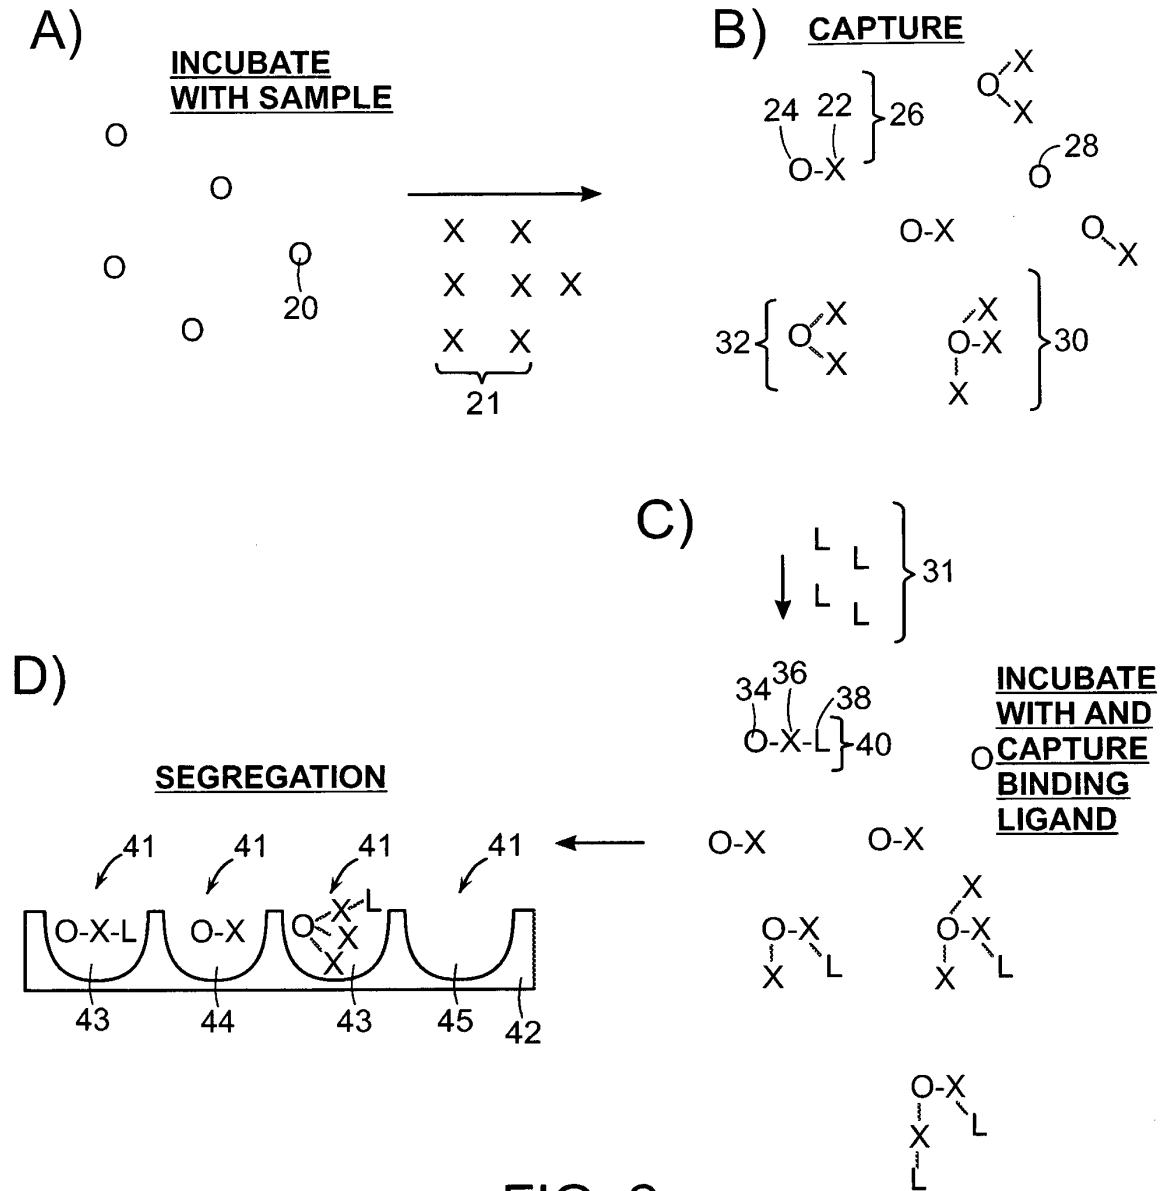 A)
INCUBATE
WITH SAMPLE
O
O
O
O
20
O
X X
X X X
X X
21
B)
CAPTURE
24 22
26
O-X
O X
X
28
O
O-X
O
X
32
O X
X
X
O-X
X
30
C)
L
L
L
L
31
34 36 38
O-X-L
40
INCUBATE
WITH AND
O CAPTURE
BINDING
LIGAND
O-X
O-X
O-X
X L
X
O-X
X L
O-X
X L
L
D)
SEGREGATION
41 41 41 41
O-X-L
O-X
O X-L
X
X
43 44 43 45 42